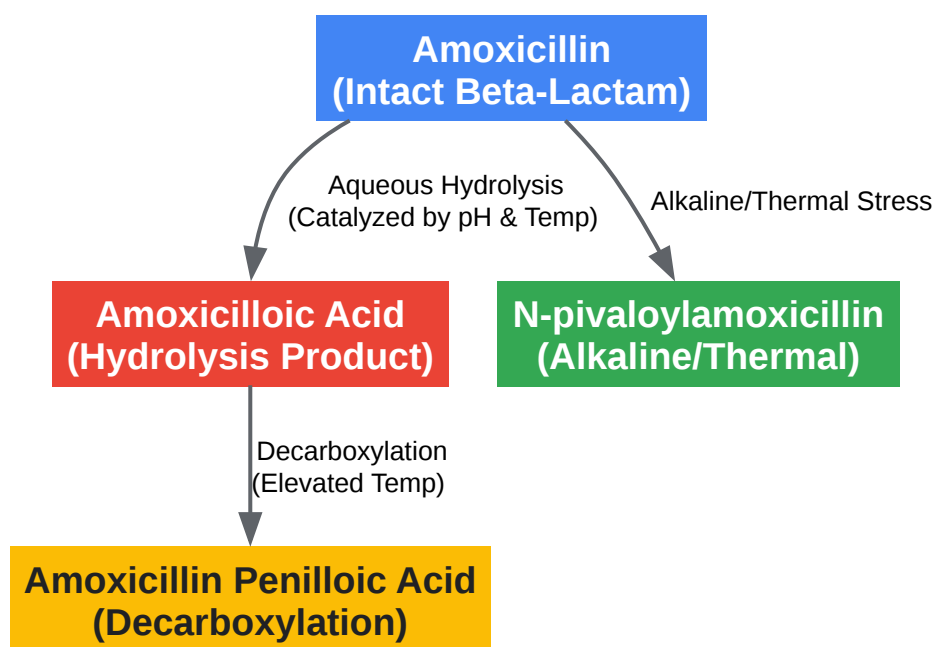 Amoxicillin
(Intact Beta-Lactam)
Aqueous Hydrolysis
(Catalyzed by pH & Temp)
Alkaline/Thermal Stress
Amoxicilloic Acid
(Hydrolysis Product)
N-pivaloylamoxicillin
(Alkaline/Thermal)
Decarboxylation
(Elevated Temp)
Amoxicillin Penilloic Acid
(Decarboxylation)